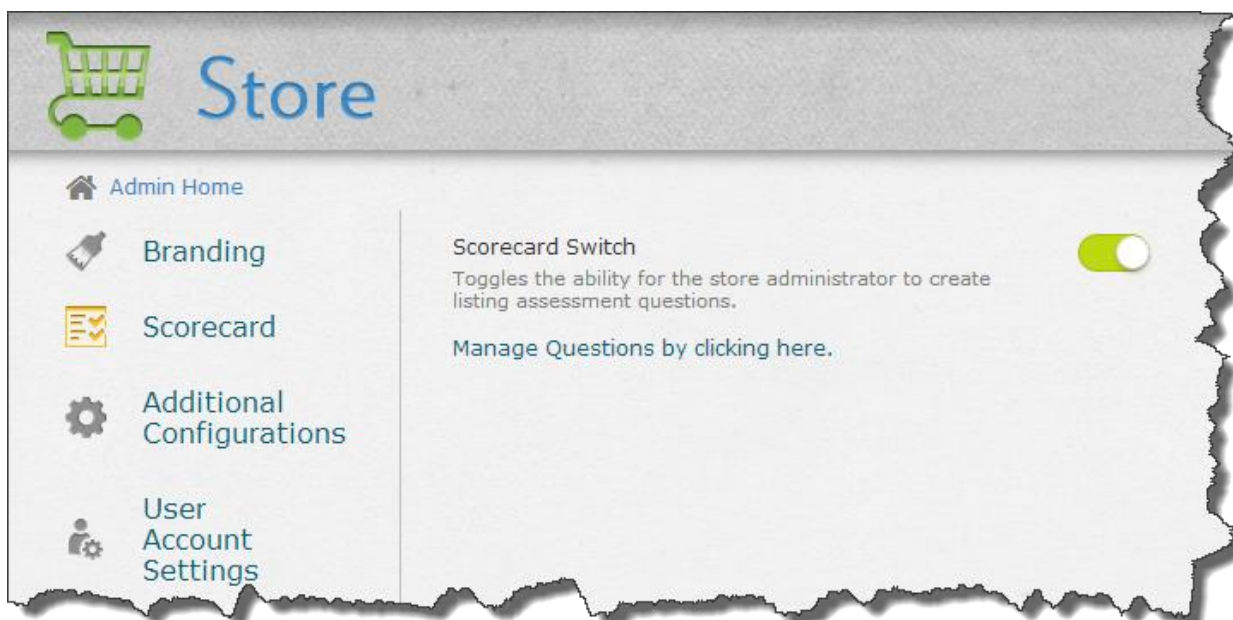 Store
Admin Home
Branding
Scorecard
Additional
Configurations
User
Account
Settings
Scorecard Switch
Toggles the ability for the store administrator to create
listing assessment questions.
Manage Questions by clicking here.